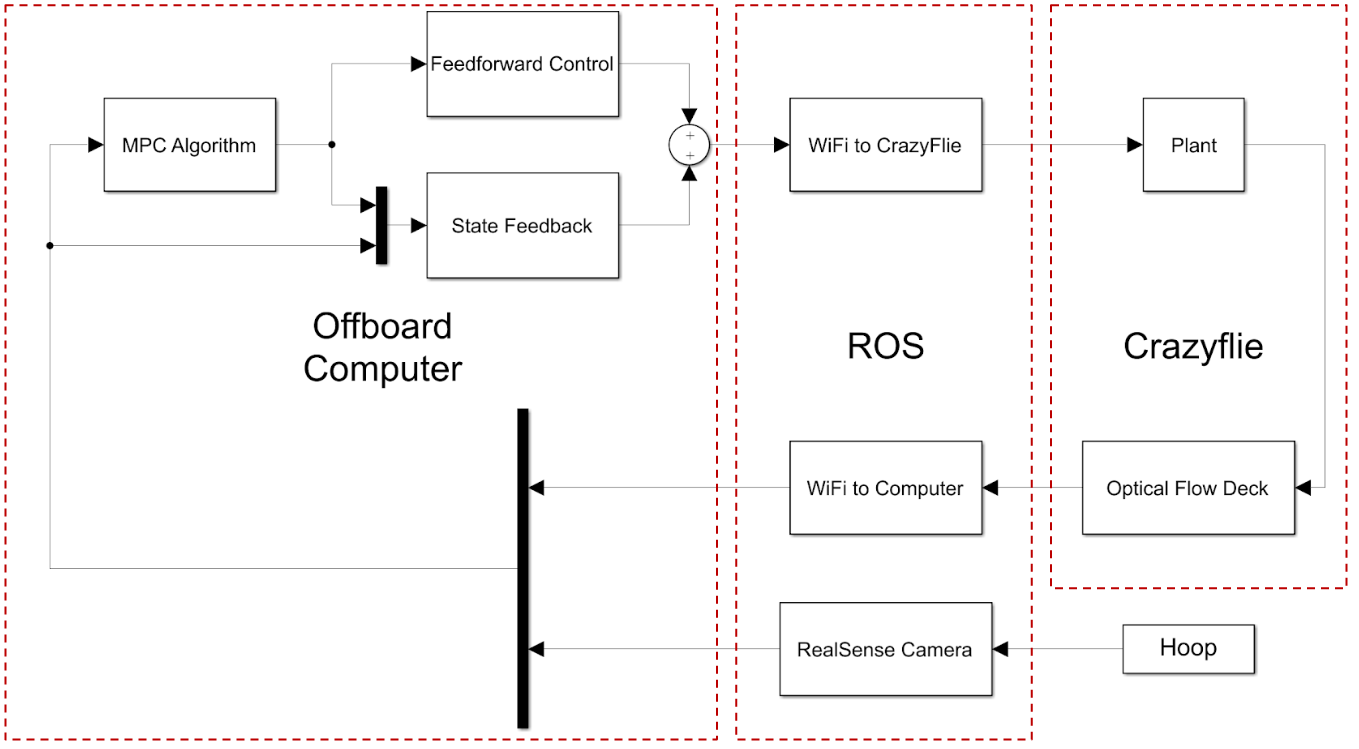 Feedforward Control
MPC Algorithm
+
+
WiFi to CrazyFlie
Plant
State Feedback
Offboard
Computer
ROS
Crazyflie
WiFi to Computer
Optical Flow Deck
RealSense Camera
Hoop